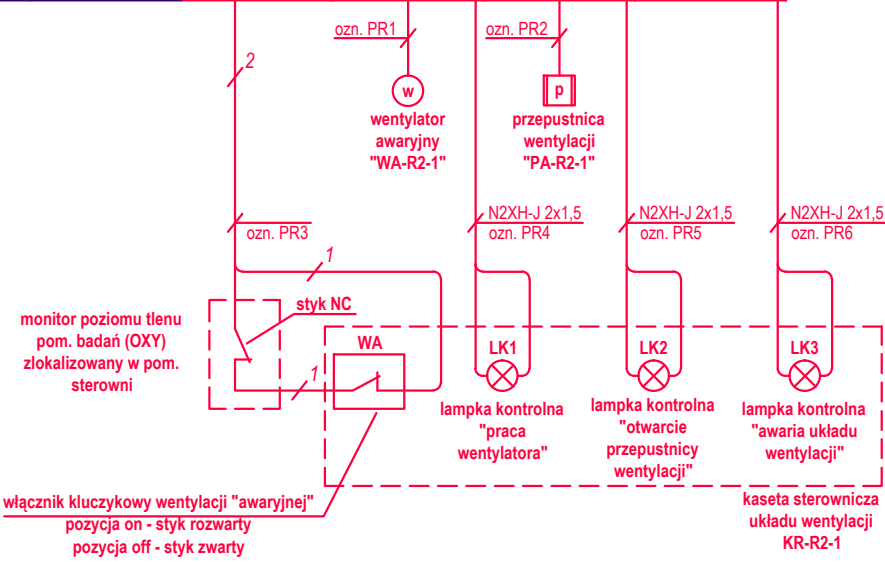 ozn. PR1
ozn. PR2
2
w
p
wentylator
awaryjny
"WA-R2-1"
przepustnica
wentylacji
"PA-R2-1"
ozn. PR3
N2XH-J 2x1,5
ozn. PR4
N2XH-J 2x1,5
ozn. PR5
N2XH-J 2x1,5
ozn. PR6
1
styk NC
monitor poziomu tlenu
pom. badań (OXY)
zlokalizowany w pom.
sterowni
1
WA
LK1
LK2
LK3
lampka kontrolna
"praca
wentylatora"
lampka kontrolna
"otwarcie
przepustnicy
wentylacji"
lampka kontrolna
"awaria układu
wentylacji"
włącznik kluczykowy wentylacji "awaryjnej"
pozycja on - styk rozwarty
pozycja off - styk zwarty
kaseta sterownicza
układu wentylacji
KR-R2-1